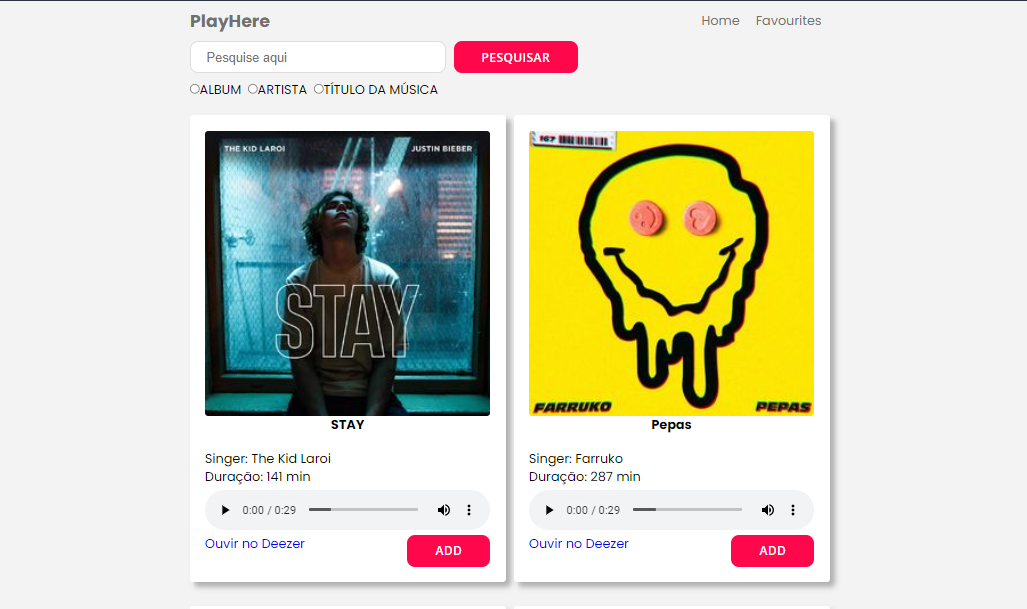 PlayHere
Home Favourites
Pesquise aqui PESQUISAR
ALBUM ARTISTA TÍTULO DA MÚSICA
THE KID LAROI JUSTIN BIEBER
STAY
167
FARRUKO PEPAS
STAY
Singer: The Kid Laroi
Duração: 141 min
0:00 / 0:29
Ouvir no Deezer ADD
Pepas
Singer: Farruko
Duração: 287 min
0:00 / 0:29
Ouvir no Deezer ADD